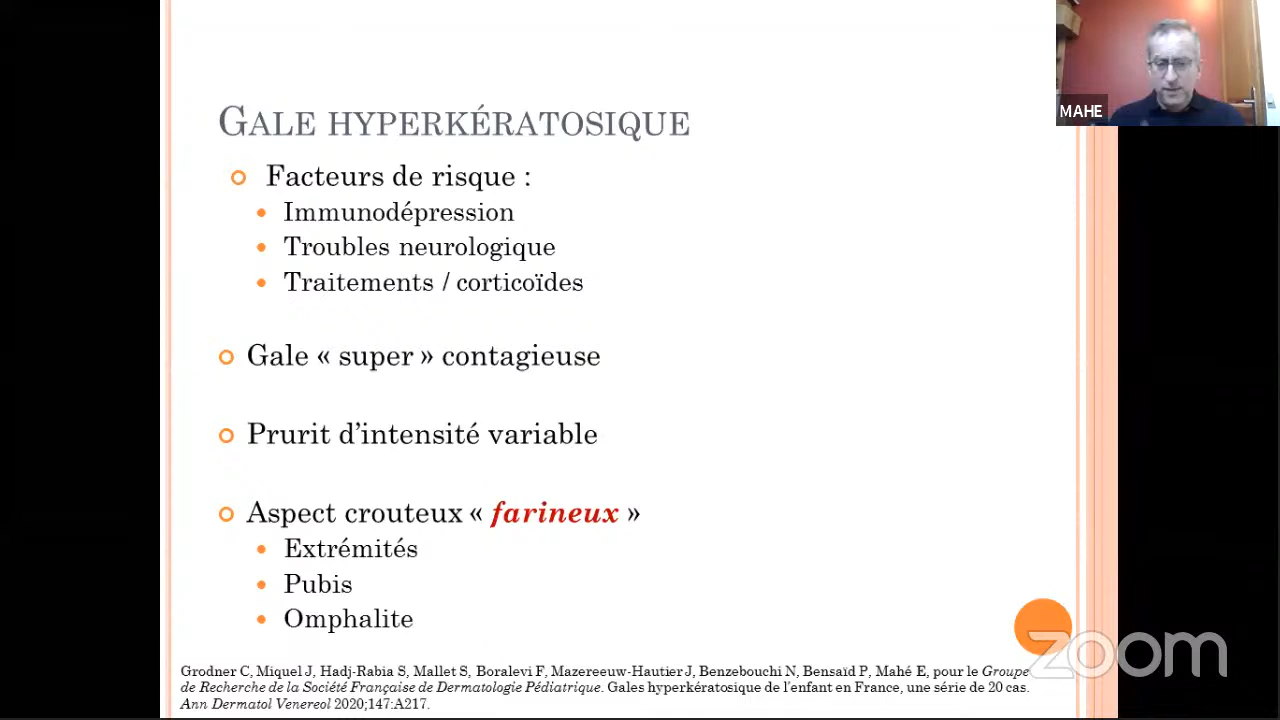 GALE HYPERKÉRATOSIQUE
Facteurs de risque :
Immunodépression
Troubles neurologique
Traitements / corticoïdes
Gale « super » contagieuse
Prurit d'intensité variable
Aspect crouteux « farineux »
Extrémités
Pubis
Omphalite
Grodner C, Miquel J, Hadj-Rabia S, Mallet S, Boralevi F, Mazereeuw-Hautier J, Benzebouchi N, Bensaïd P, Mahé E, pour le Groupe
de Recherche de la Société Française de Dermatologie Pédiatrique. Gales hyperkératosique de l'enfant en France, une série de 20 cas.
Ann Dermatol Venereol 2020;147:A217.
MAHE
zoom